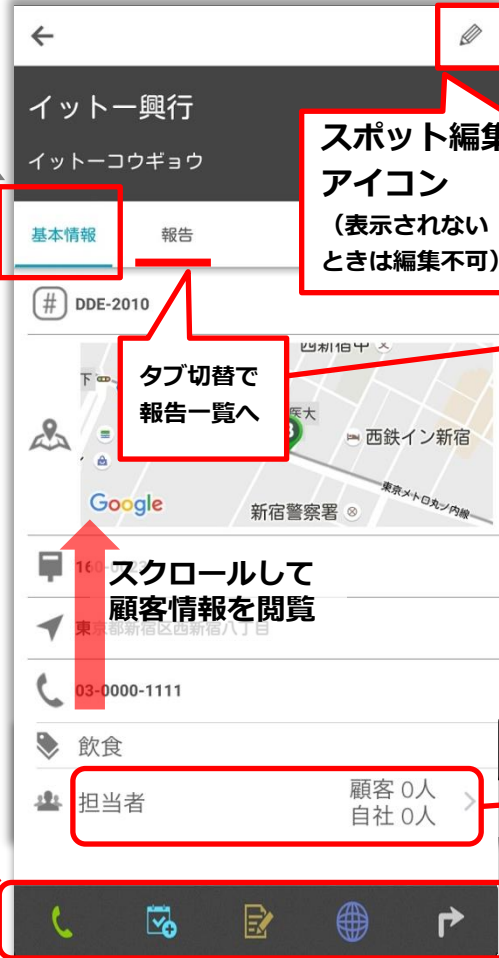 イットー興行
イットーコウギョウ
スポット編集
アイコン
（表示されない
ときは編集不可）
基本情報
報告
# DDE-2010
タブ切替で
報告一覧へ
西新宿中
下
医大
西鉄イン新宿
東京メトロ丸ノ内線
Google
新宿警察署
スクロールして
顧客情報を閲覧
東京都新宿区西新宿八丁目
03-0000-1111
飲食
担当者
顧客 0人
自社 0人